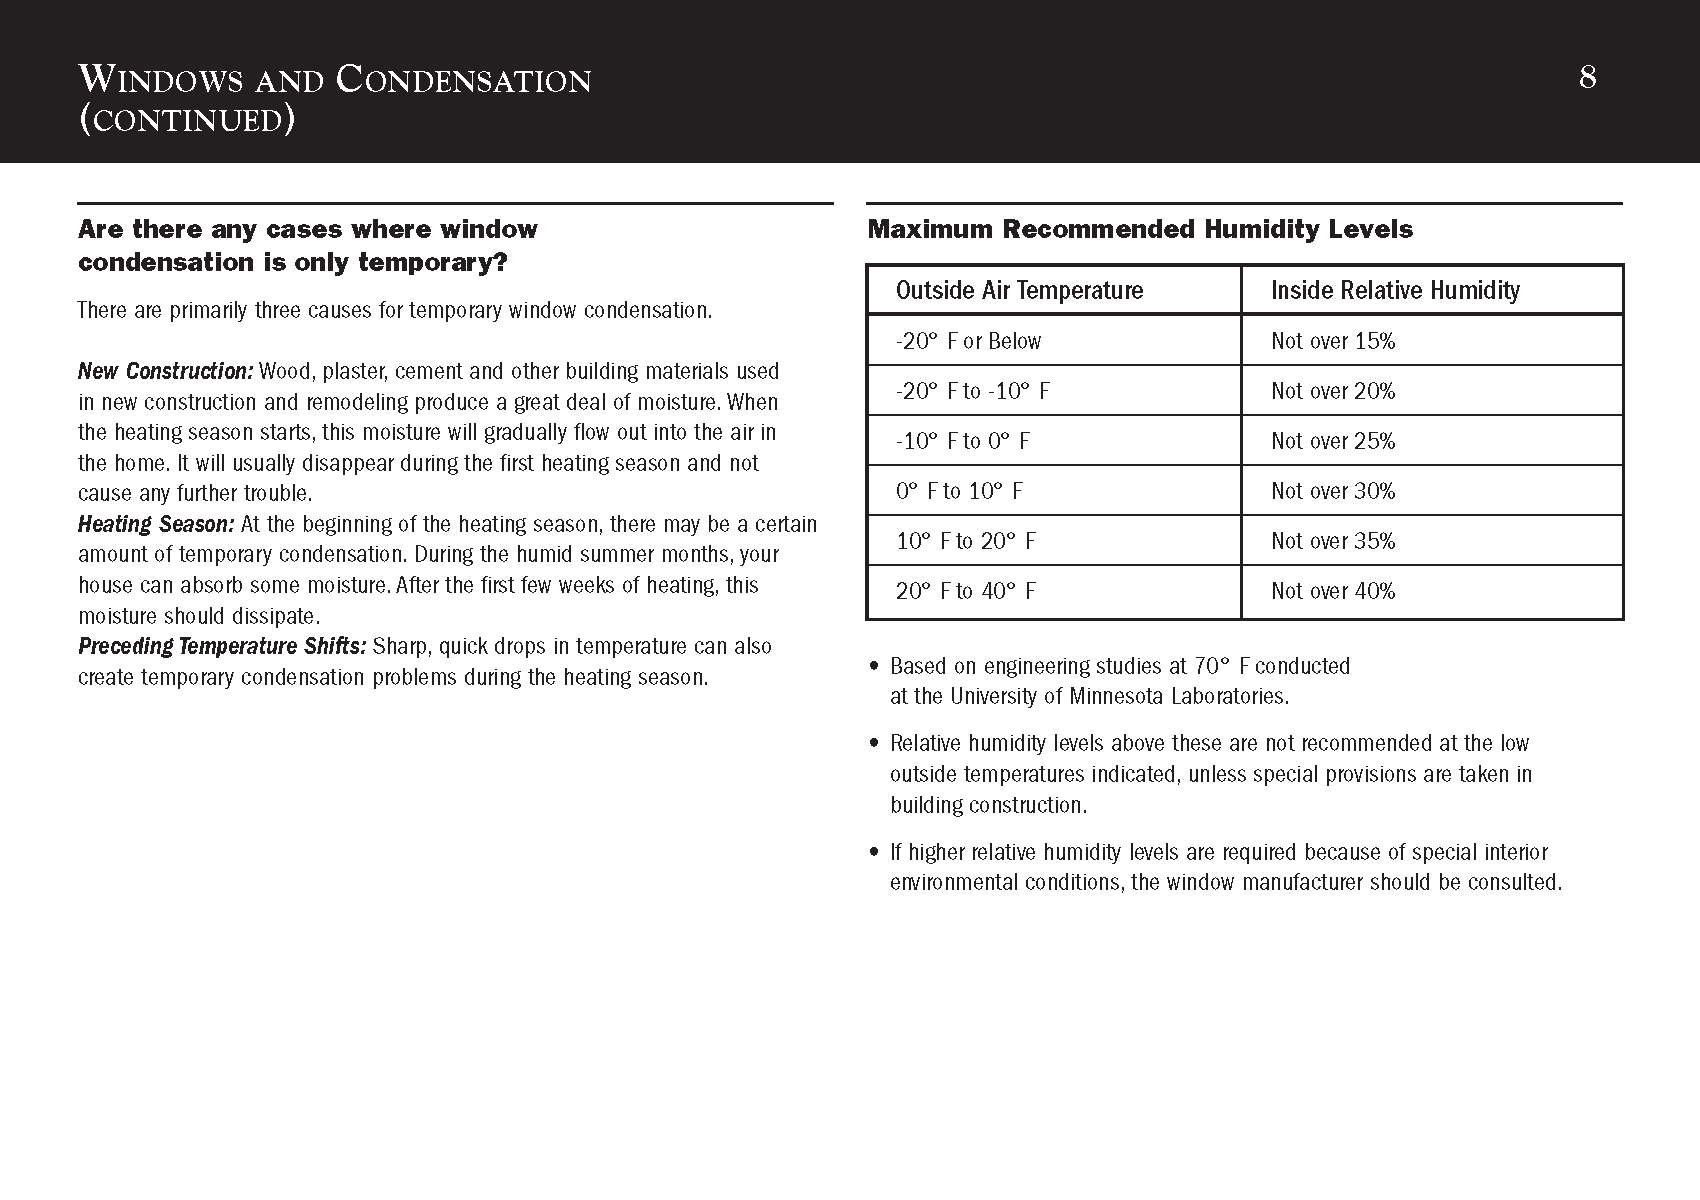 Windows and Condensation
(continued)
8
Are there any cases where window
condensation is only temporary?
There are primarily three causes for temporary window condensation.
New Construction: Wood, plaster, cement and other building materials used
in new construction and remodeling produce a great deal of moisture. When
the heating season starts, this moisture will gradually flow out into the air in
the home. It will usually disappear during the first heating season and not
cause any further trouble.
Heating Season: At the beginning of the heating season, there may be a certain
amount of temporary condensation. During the humid summer months, your
house can absorb some moisture. After the first few weeks of heating, this
moisture should dissipate.
Preceding Temperature Shifts: Sharp, quick drops in temperature can also
create temporary condensation problems during the heating season.
Maximum Recommended Humidity Levels
Outside Air Temperature Inside Relative Humidity
-20° F or Below Not over 15%
-20° F to -10° F Not over 20%
-10° F to 0° F Not over 25%
0° F to 10° F Not over 30%
10° F to 20° F Not over 35%
20° F to 40° F Not over 40%
• Based on engineering studies at 70° F conducted
at the University of Minnesota Laboratories.
• Relative humidity levels above these are not recommended at the low
outside temperatures indicated, unless special provisions are taken in
building construction.
• If higher relative humidity levels are required because of special interior
environmental conditions, the window manufacturer should be consulted.